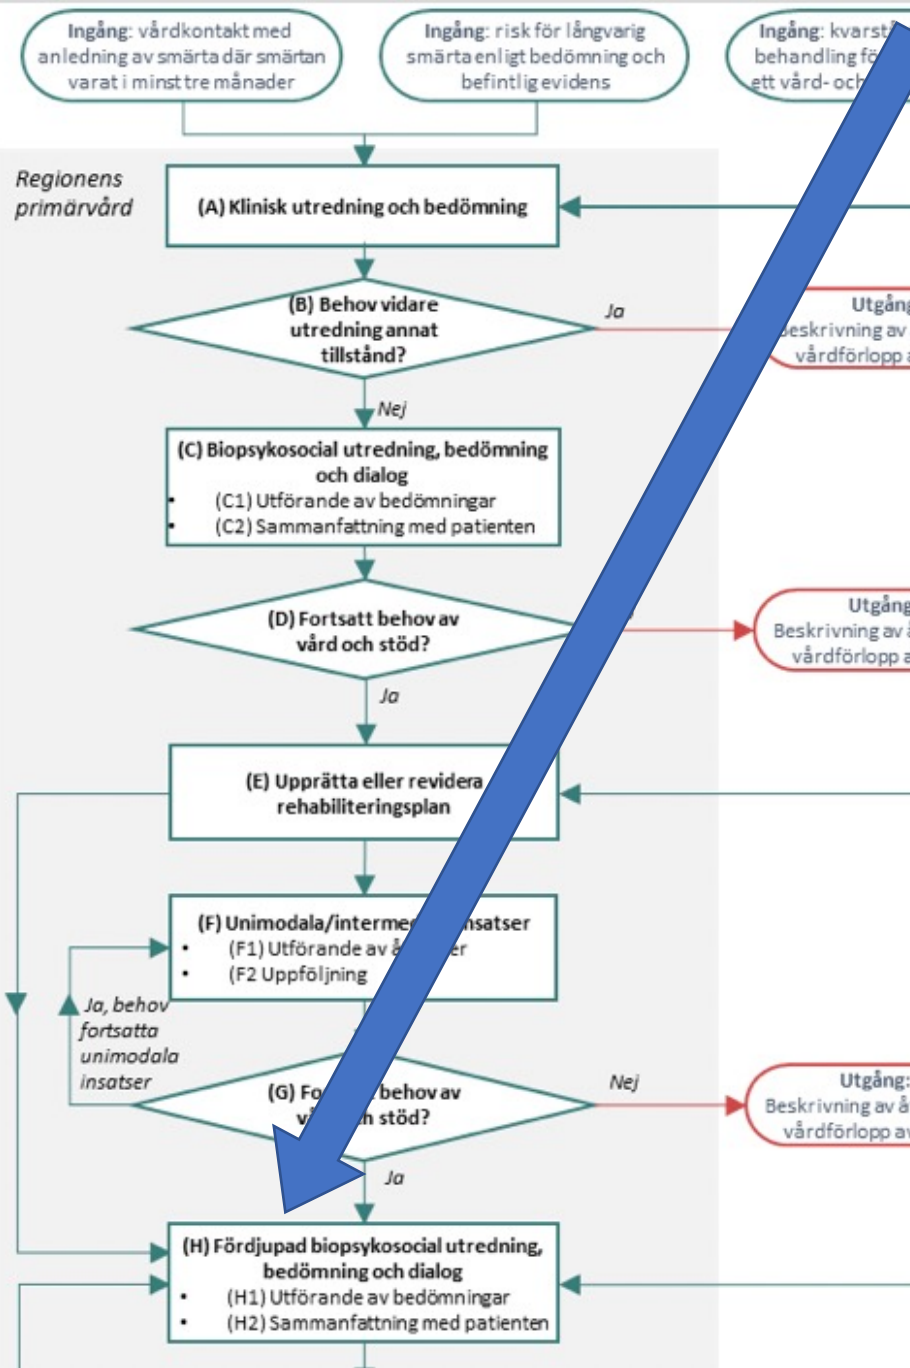 Ingång: vårdkontakt med
anledning av smärta där smärtan
varat i minst tre månader
Ingång: risk för långvarig
smärta enligt bedömning och
befintlig evidens
Ingång:
behandling
ett vård- och
Regionens
primärvård
(A) Klinisk utredning och bedömning
(B) Behov vidare
utredning annat
tillstånd?
Ja
Utgång
Beskrivning av
vårdförlopp
Nej
(C) Biopsykosocial utredning, bedömning
och dialog
• (C1) Utförande av bedömningar
• (C2) Sammanfattning med patienten
(D) Fortsatt behov av
vård och stöd?
Utgång
Beskrivning av
vårdförlopp
Ja
(E) Upprätta eller revidera
rehabiliteringsplan
(F) Unimodala/
• (F1) Utförande av
• (F2 Uppföljning
Ja, behov
fortsatta
unimodala
insatser
(G) behov av
stöd?
Nej
Utgång:
Beskrivning av
vårdförlopp
Ja
(H) Fördjupad biopsykosocial utredning,
bedömning och dialog
• (H1) Utförande av bedömningar
• (H2) Sammanfattning med patienten